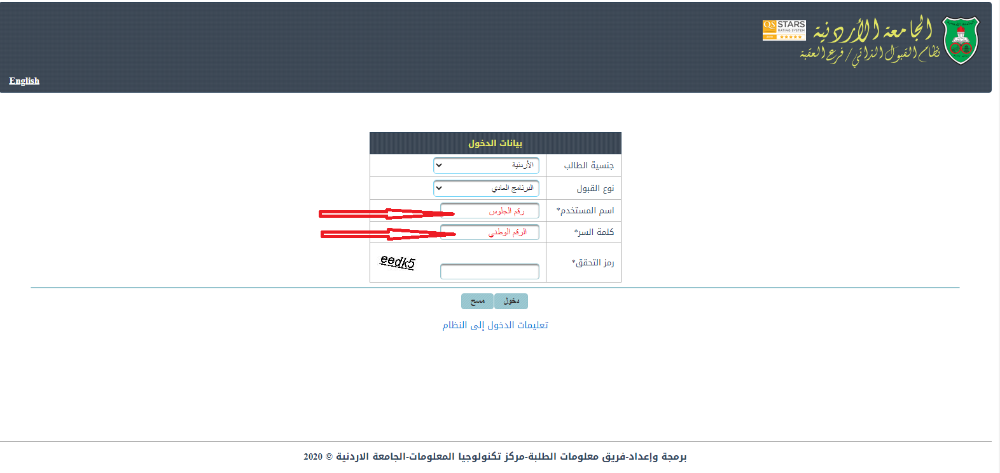 الجامعة الأردنية
QS STARS
RATING SYSTEM
نظام القبول الذاتي / فرع العقبة
English
بيانات الدخول
جنسية الطالب الأردنية
نوع القبول البرنامج العادي
اسم المستخدم* رقم الجلوس
كلمة السر* الرقم الوطني
رمز التحقق* eedk5
دخول مسح
تعليمات الدخول إلى النظام
برمجة وإعداد-فريق معلومات الطلبة-مركز تكنولوجيا المعلومات-الجامعة الاردنية © 2020